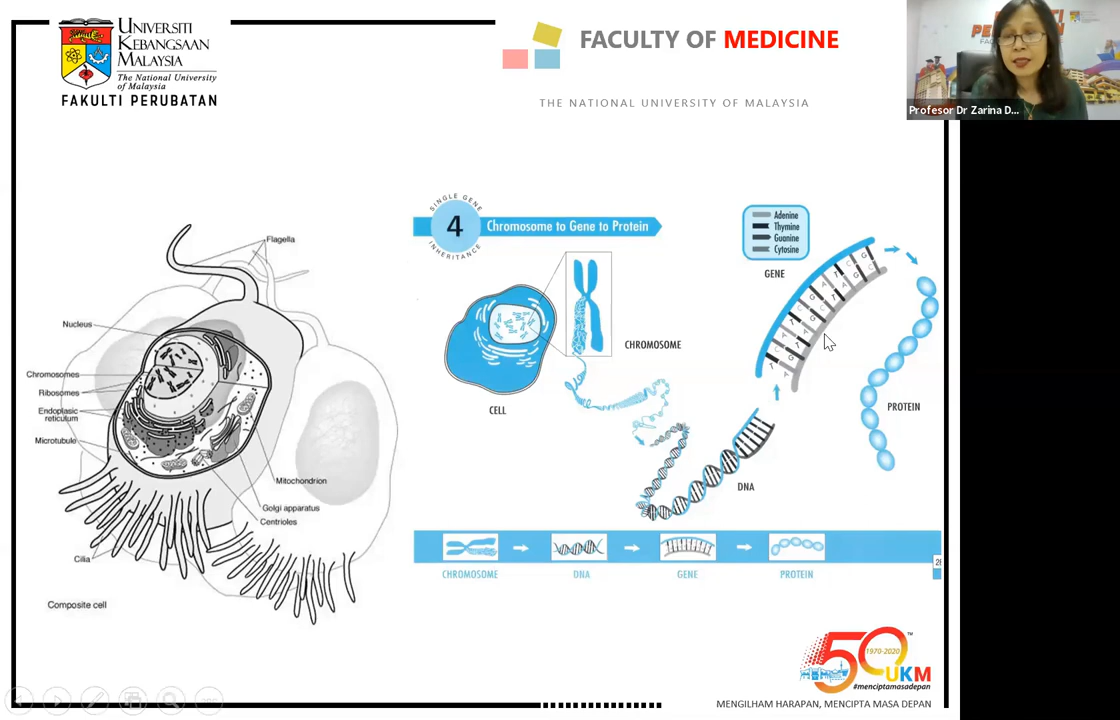 UNIVERSITI
KEBANGSAAN
MALAYSIA
The National University
of Malaysia
FAKULTI PERUBATAN
FACULTY OF MEDICINE
THE NATIONAL UNIVERSITY OF MALAYSIA
Profesor Dr Zarina D...
Flagella
Nucleus
Chromosomes
Ribosomes
Endoplasic
reticulum
Microtubule
Mitochondrion
Golgi apparatus
Centrioles
Cilia
Composite cell
SINGLE GENE
4
INHERITANCE
Chromosome to Gene to Protein
CELL
CHROMOSOME
Adenine
Thymine
Guanine
Cytosine
GENE
DNA
PROTEIN
CHROMOSOME
DNA
GENE
PROTEIN
50
1970-2020
TM
UKM
#menciptamasadepan
MENGILHAM HARAPAN, MENCIPTA MASA DEPAN